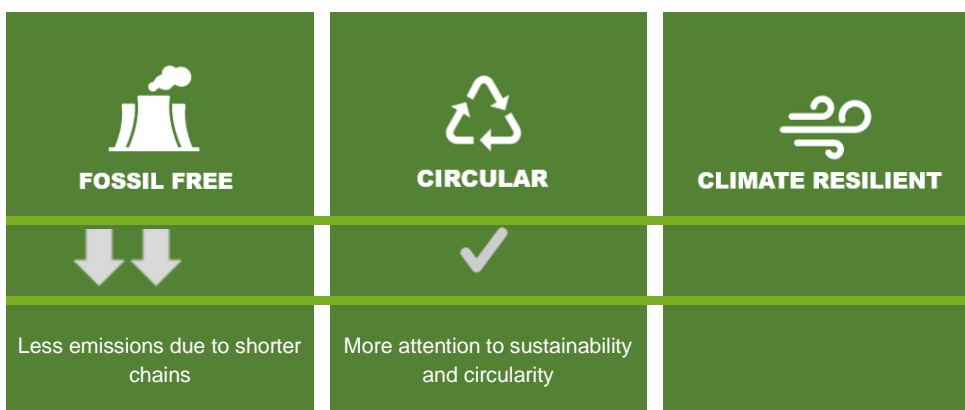 FOSSIL FREE
CIRCULAR
CLIMATE RESILIENT
Less emissions due to shorter
chains
More attention to sustainability
and circularity